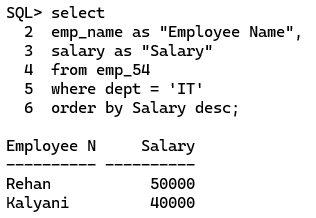 SQL> select
  2  emp_name as "Employee Name",
  3  salary as "Salary"
  4  from emp_54
  5  where dept = 'IT'
  6  order by Salary desc;

Employee N     Salary
---------- ----------
Rehan           50000
Kalyani         40000